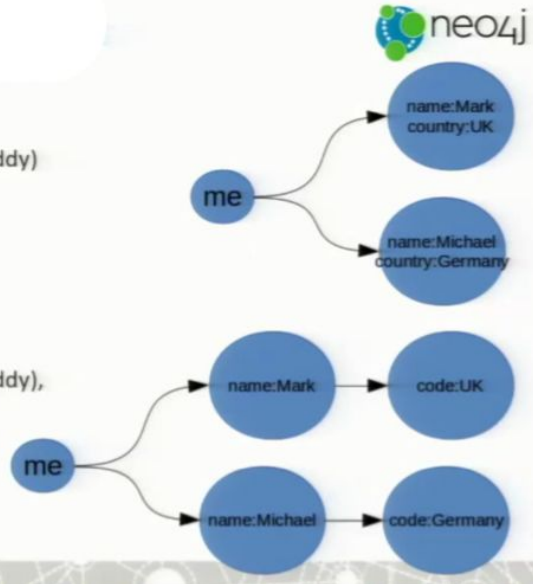 neo4j
name:Mark
country:UK
ddy)
me
name:Michael
country:Germany
ddy),
name:Mark
code:UK
me
name:Michael
code:Germany